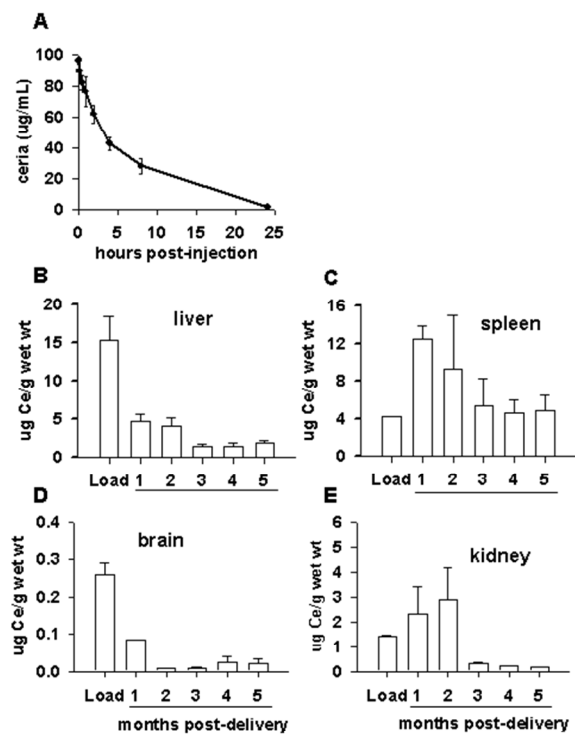 A
100
80
60
40
20
0
ceria (ug/mL)
0 5 10 15 20 25
hours post-injection
B
liver
20
15
10
5
0
ug Ce/g wet wt
Load 1 2 3 4 5
C
spleen
16
12
8
4
0
ug Ce/g wet wt
Load 1 2 3 4 5
D
brain
0.4
0.3
0.2
0.1
0.0
ug Ce/g wet wt
Load 1 2 3 4 5
months post-delivery
E
kidney
6
5
4
3
2
1
0
ug Ce/g wet wt
Load 1 2 3 4 5
months post-delivery